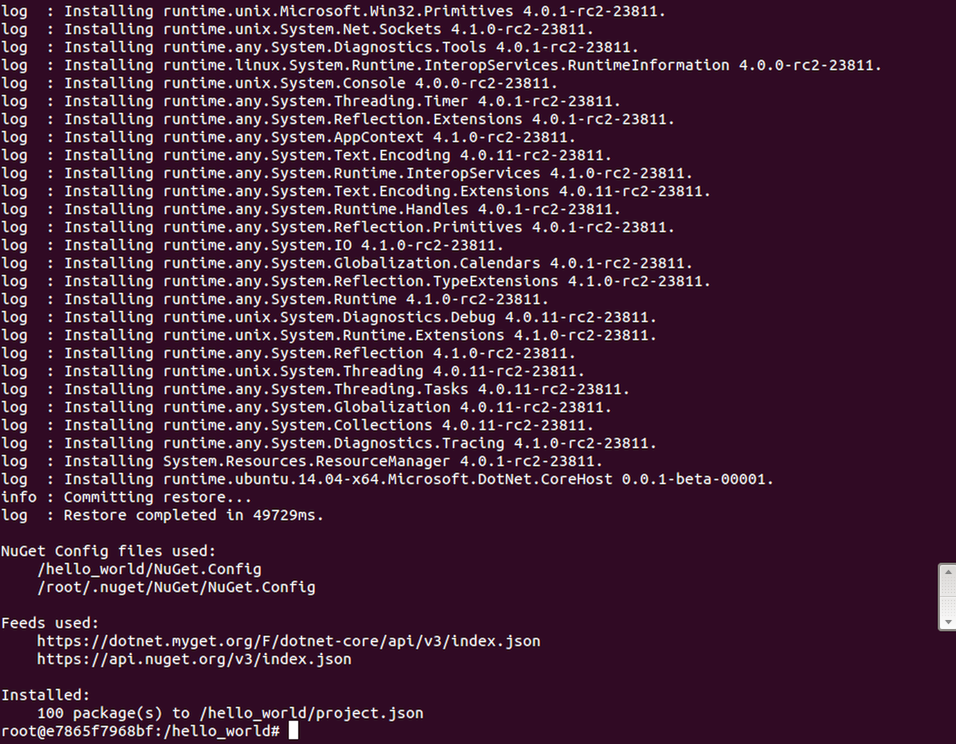 log  : Installing runtime.unix.Microsoft.Win32.Primitives 4.0.1-rc2-23811.
log  : Installing runtime.unix.System.Net.Sockets 4.1.0-rc2-23811.
log  : Installing runtime.any.System.Diagnostics.Tools 4.0.1-rc2-23811.
log  : Installing runtime.linux.System.Runtime.InteropServices.RuntimeInformation 4.0.0-rc2-23811.
log  : Installing runtime.unix.System.Console 4.0.0-rc2-23811.
log  : Installing runtime.any.System.Threading.Timer 4.0.1-rc2-23811.
log  : Installing runtime.any.System.Reflection.Extensions 4.0.1-rc2-23811.
log  : Installing runtime.any.System.AppContext 4.1.0-rc2-23811.
log  : Installing runtime.any.System.Text.Encoding 4.0.11-rc2-23811.
log  : Installing runtime.any.System.Runtime.InteropServices 4.1.0-rc2-23811.
log  : Installing runtime.any.System.Text.Encoding.Extensions 4.0.11-rc2-23811.
log  : Installing runtime.any.System.Runtime.Handles 4.0.1-rc2-23811.
log  : Installing runtime.any.System.Reflection.Primitives 4.0.1-rc2-23811.
log  : Installing runtime.any.System.IO 4.1.0-rc2-23811.
log  : Installing runtime.any.System.Globalization.Calendars 4.0.1-rc2-23811.
log  : Installing runtime.any.System.Reflection.TypeExtensions 4.1.0-rc2-23811.
log  : Installing runtime.any.System.Runtime 4.1.0-rc2-23811.
log  : Installing runtime.unix.System.Diagnostics.Debug 4.0.11-rc2-23811.
log  : Installing runtime.unix.System.Runtime.Extensions 4.1.0-rc2-23811.
log  : Installing runtime.any.System.Reflection 4.1.0-rc2-23811.
log  : Installing runtime.unix.System.Threading 4.0.11-rc2-23811.
log  : Installing runtime.any.System.Threading.Tasks 4.0.11-rc2-23811.
log  : Installing runtime.any.System.Globalization 4.0.11-rc2-23811.
log  : Installing runtime.any.System.Collections 4.0.11-rc2-23811.
log  : Installing runtime.any.System.Diagnostics.Tracing 4.1.0-rc2-23811.
log  : Installing System.Resources.ResourceManager 4.0.1-rc2-23811.
log  : Installing runtime.ubuntu.14.04-x64.Microsoft.DotNet.CoreHost 0.0.1-beta-00001.
info : Committing restore...
log  : Restore completed in 49729ms.
NuGet Config files used:
    /hello_world/NuGet.Config
    /root/.nuget/NuGet/NuGet.Config
Feeds used:
    https://dotnet.myget.org/F/dotnet-core/api/v3/index.json
    https://api.nuget.org/v3/index.json
Installed:
    100 package(s) to /hello_world/project.json
root@e7865f7968bf:/hello_world#